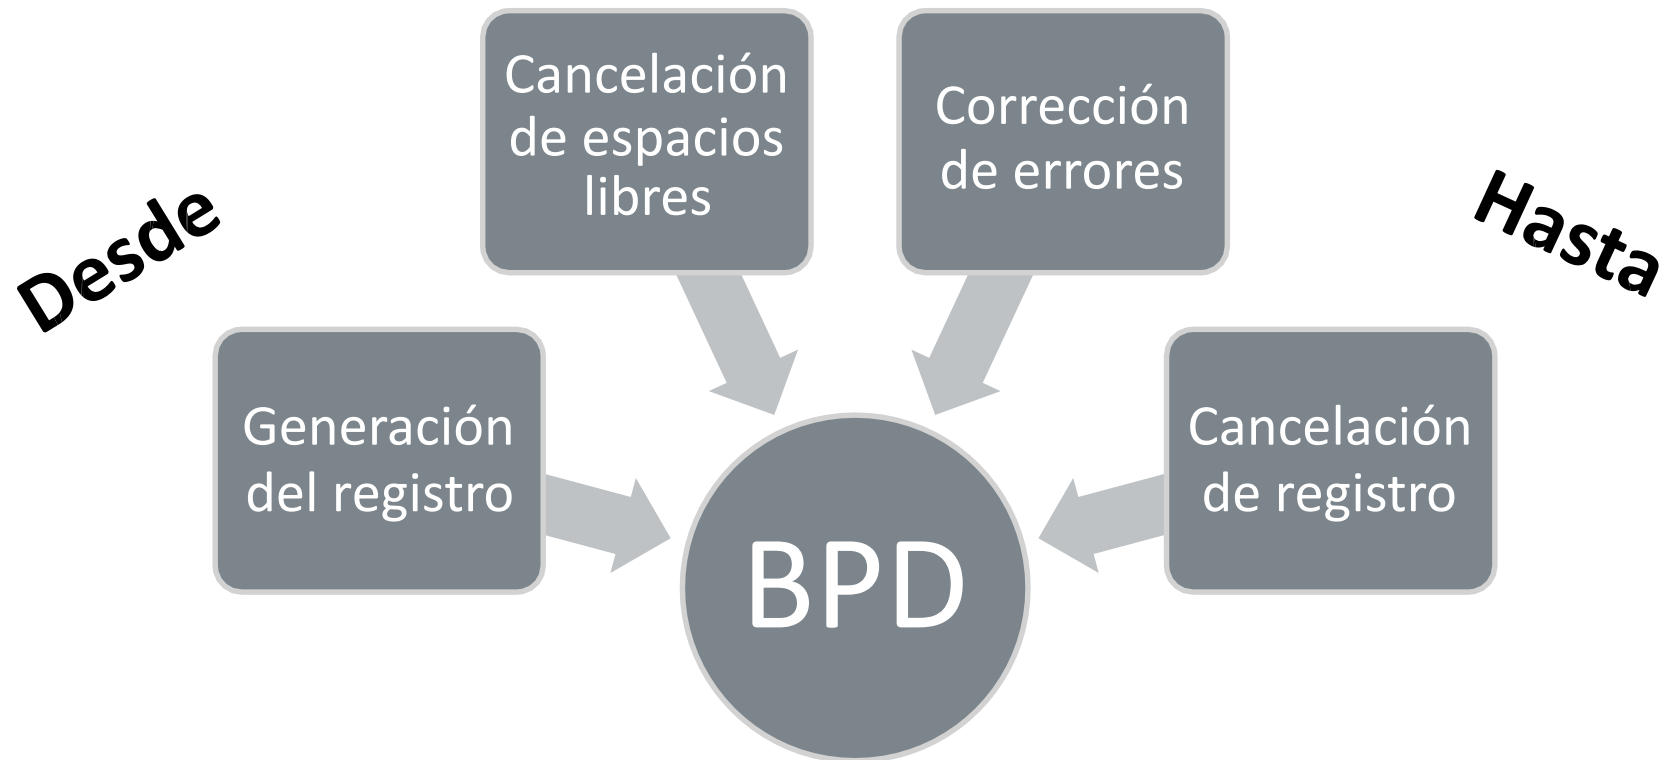 Desde
Generación
del registro
Cancelación
de espacios
libres
Corrección
de errores
Cancelación
de registro
Hasta
BPD